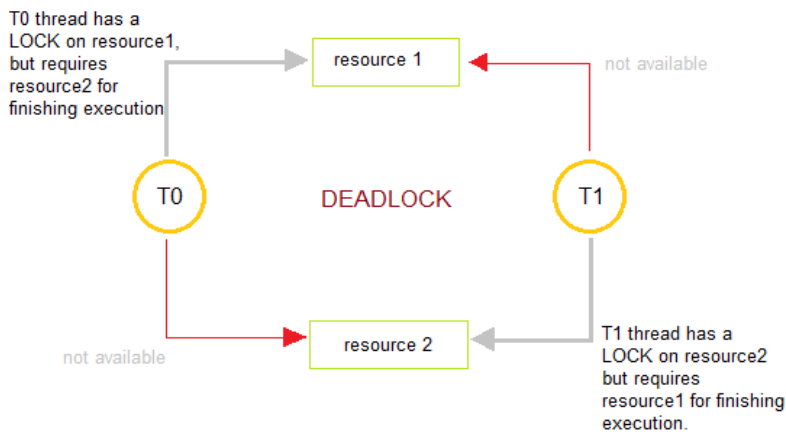 T0 thread has a
LOCK on resource1,
but requires
resource2 for
finishing execution
resource 1
not available
T0
DEADLOCK
T1
not available
resource 2
T1 thread has a
LOCK on resource2
but requires
resource1 for finishing
execution.